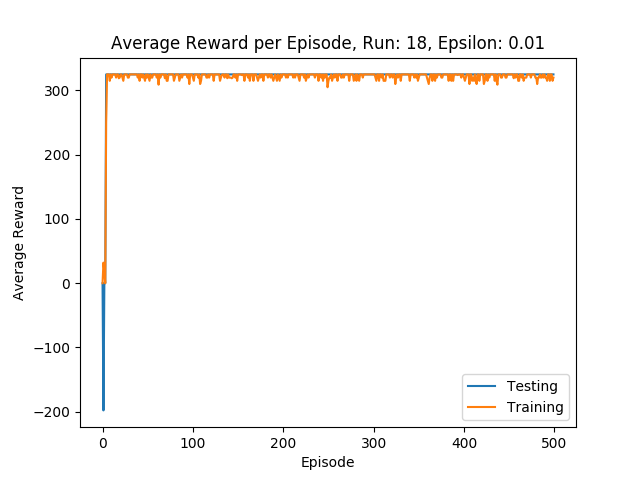 Average Reward per Episode, Run: 18, Epsilon: 0.01
Average Reward
300
200
100
0
−100
−200
0 100 200 300 400 500
Episode
Testing
Training